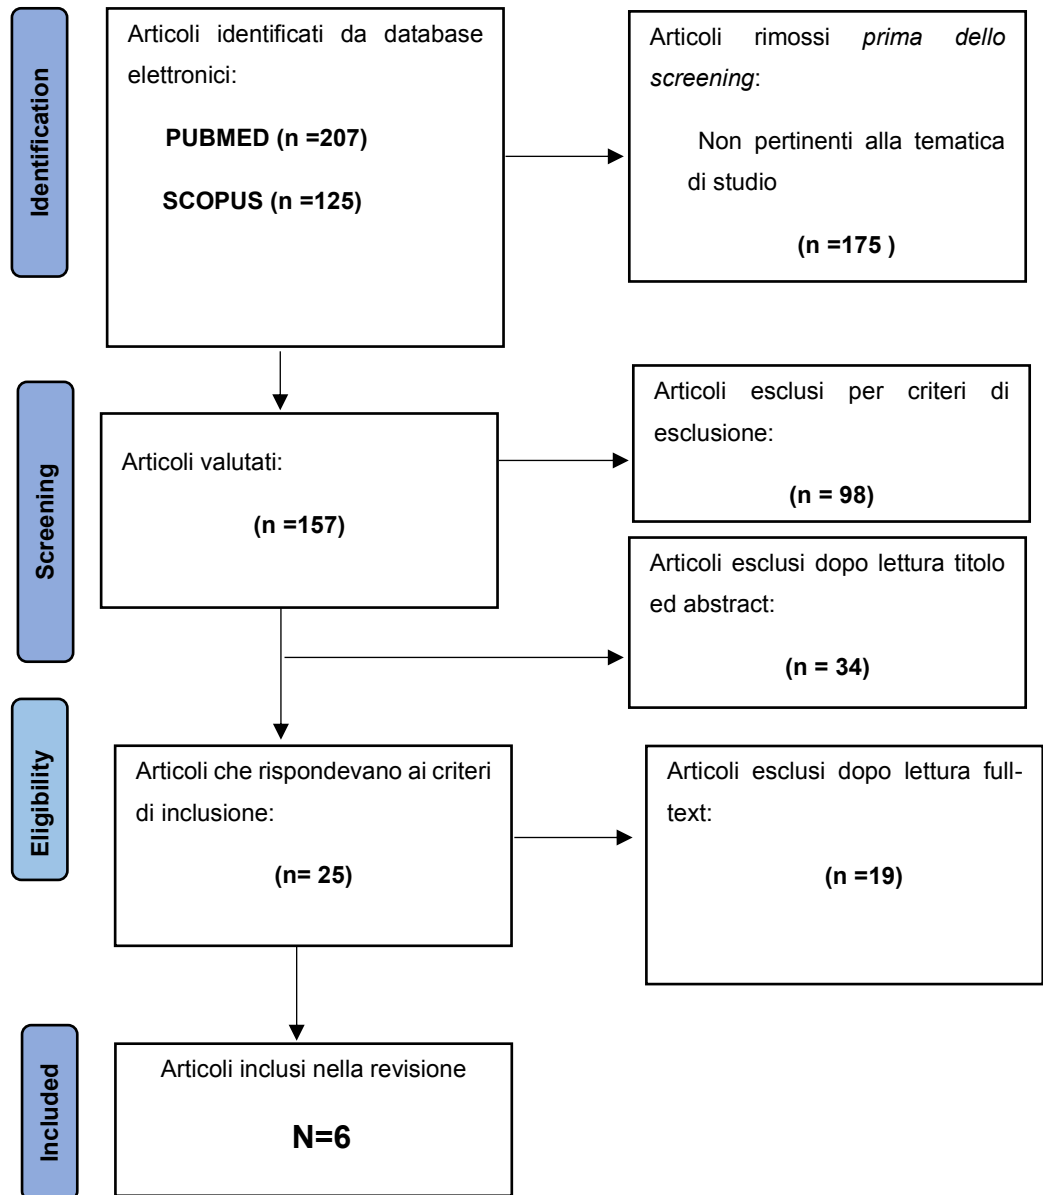 Identification
Articoli identificati da database
elettronici:
PUBMED (n =207)
SCOPUS (n =125)
Articoli rimossi prima dello
screening:
Non pertinenti alla tematica
di studio
(n =175 )
Screening
Articoli valutati:
(n =157)
Articoli esclusi per criteri di
esclusione:
(n = 98)
Articoli esclusi dopo lettura titolo
ed abstract:
(n = 34)
Eligibility
Articoli che rispondevano ai criteri
di inclusione:
(n= 25)
Articoli esclusi dopo lettura full-
text:
(n =19)
Included
Articoli inclusi nella revisione
N=6